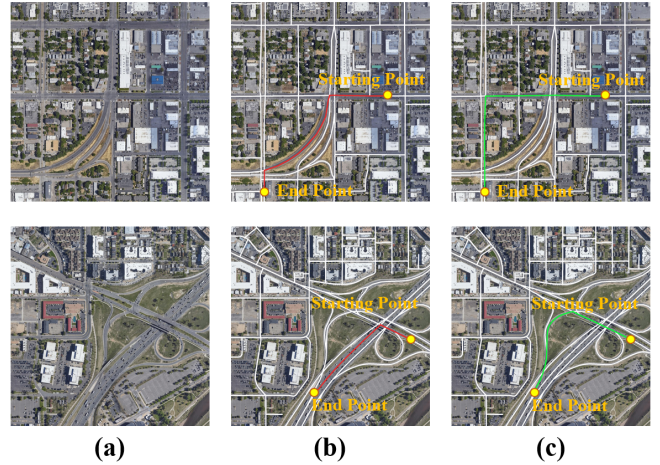 Starting Point
Starting Point
End Point
End Point
Starting Point
Starting Point
End Point
End Point
(a)
(b)
(c)